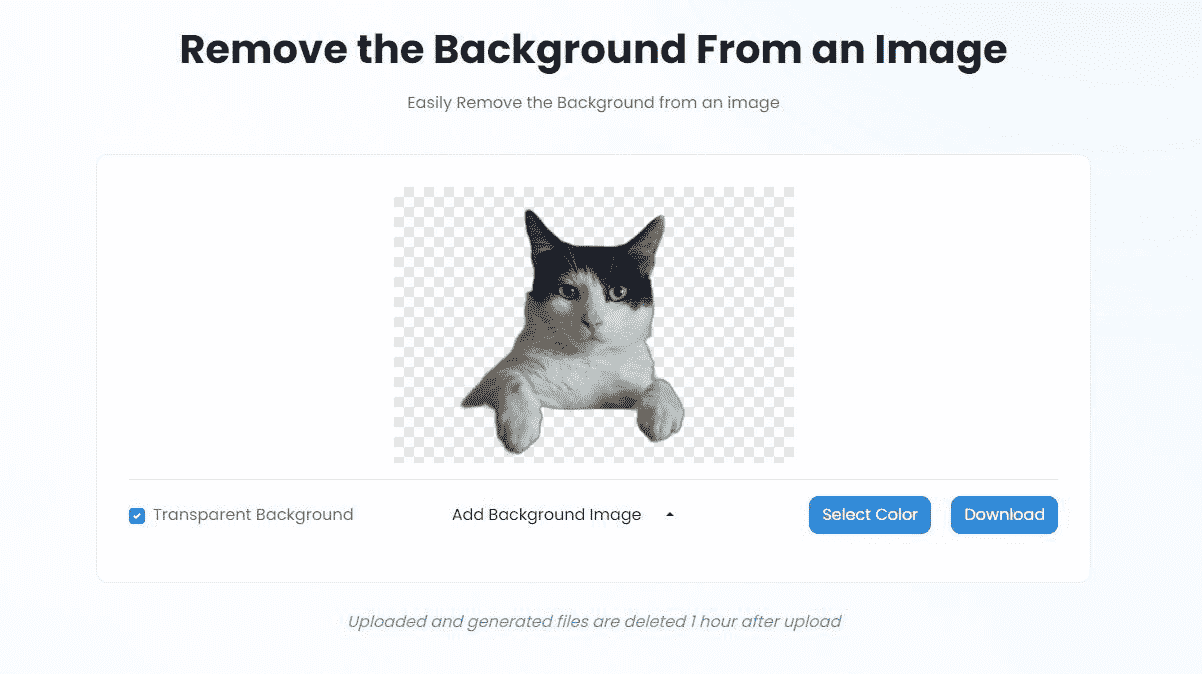 Remove the Background From an Image
Easily Remove the Background from an image
Transparent Background
Add Background Image
Select Color
Download
Uploaded and generated files are deleted 1 hour after upload